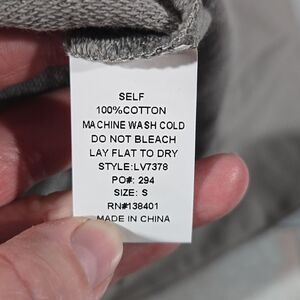 SELF
100%COTTON
MACHINE WASH COLD
DO NOT BLEACH
LAY FLAT TO DRY
STYLE:LV7378
PO#: 294
SIZE: S
RN#138401
MADE IN CHINA